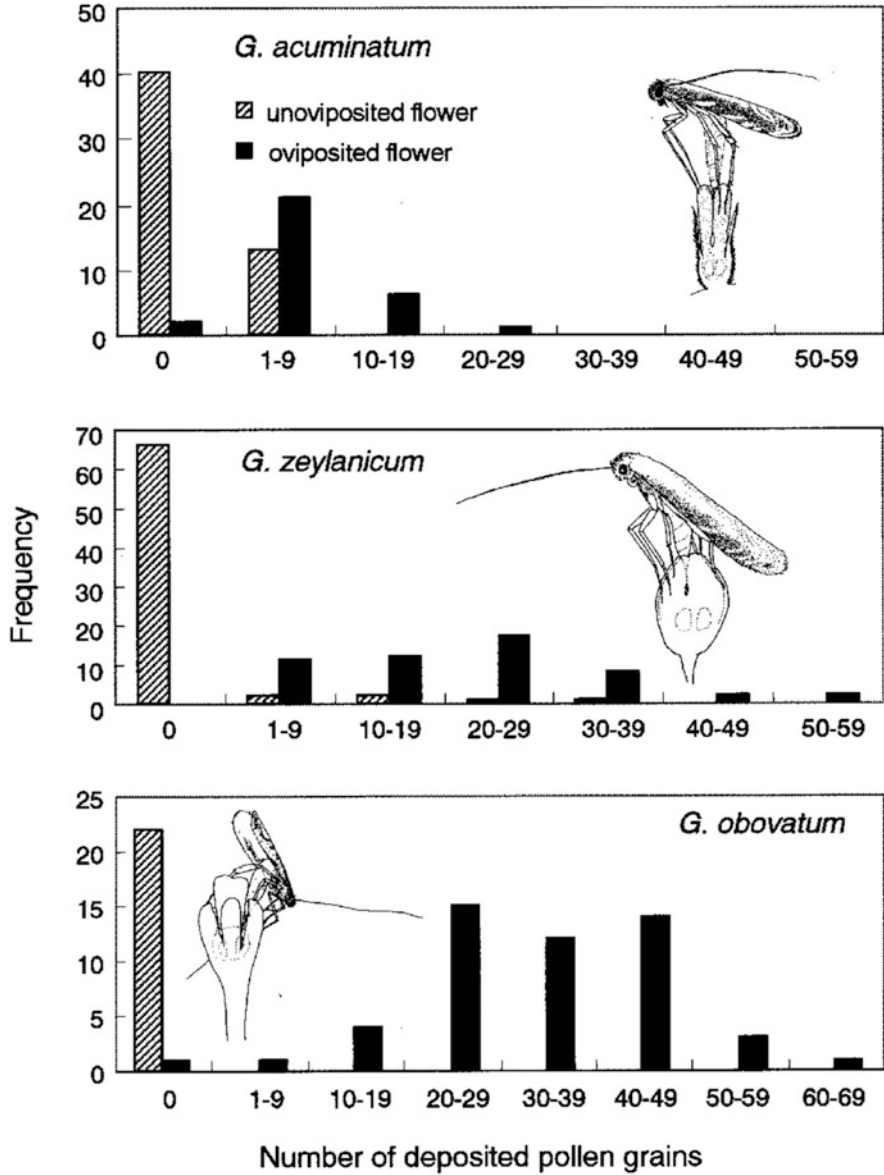 50
40
30
20
10
0
G. acuminatum
unoviposited flower
oviposited flower
0 1-9 10-19 20-29 30-39 40-49 50-59
Frequency
70
60
50
40
30
20
10
0
G. zeylanicum
0 1-9 10-19 20-29 30-39 40-49 50-59
25
20
15
10
5
0
G. obovatum
0 1-9 10-19 20-29 30-39 40-49 50-59 60-69
Number of deposited pollen grains